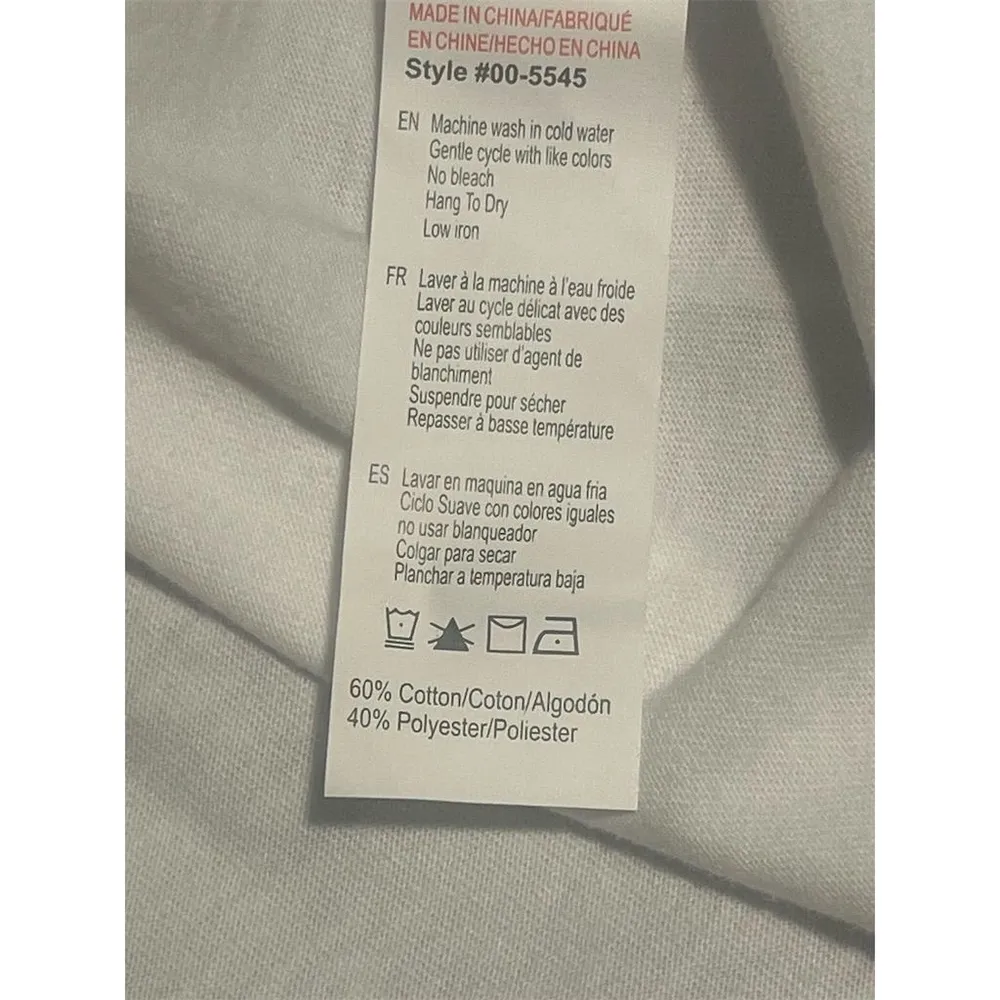 MADE IN CHINA/FABRIQUÉ
EN CHINE/HECHO EN CHINA
Style #00-5545
EN Machine wash in cold water
Gentle cycle with like colors
No bleach
Hang To Dry
Low iron
FR Laver à la machine à l'eau froide
Laver au cycle délicat avec des
couleurs semblables
Ne pas utiliser d'agent de
blanchiment
Suspendre pour sécher
Repasser à basse température
ES Lavar en maquina en agua fria
Ciclo Suave con colores iguales
no usar blanqueador
Colgar para secar
Planchar a temperatura baja
60% Cotton/Coton/Algodón
40% Polyester/Poliester